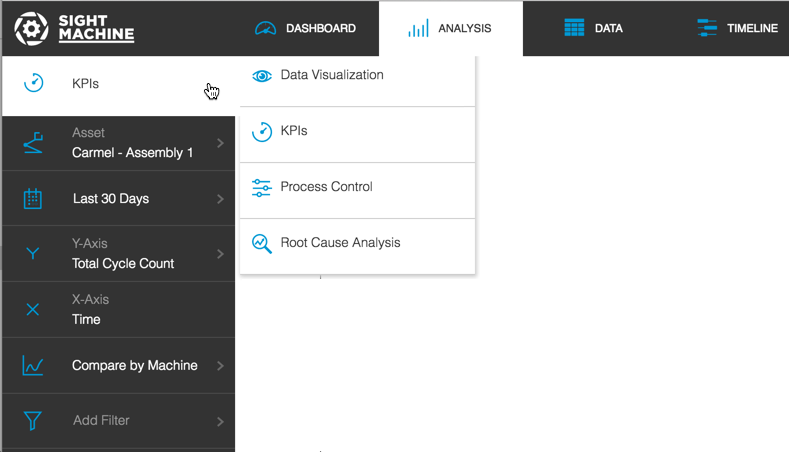 SIGHT
MACHINE
DASHBOARD
ANALYSIS
DATA
TIMELINE
KPIs
Asset
Carmel - Assembly 1
Last 30 Days
Y-Axis
Total Cycle Count
X-Axis
Time
Compare by Machine
Add Filter
Data Visualization
KPIs
Process Control
Root Cause Analysis